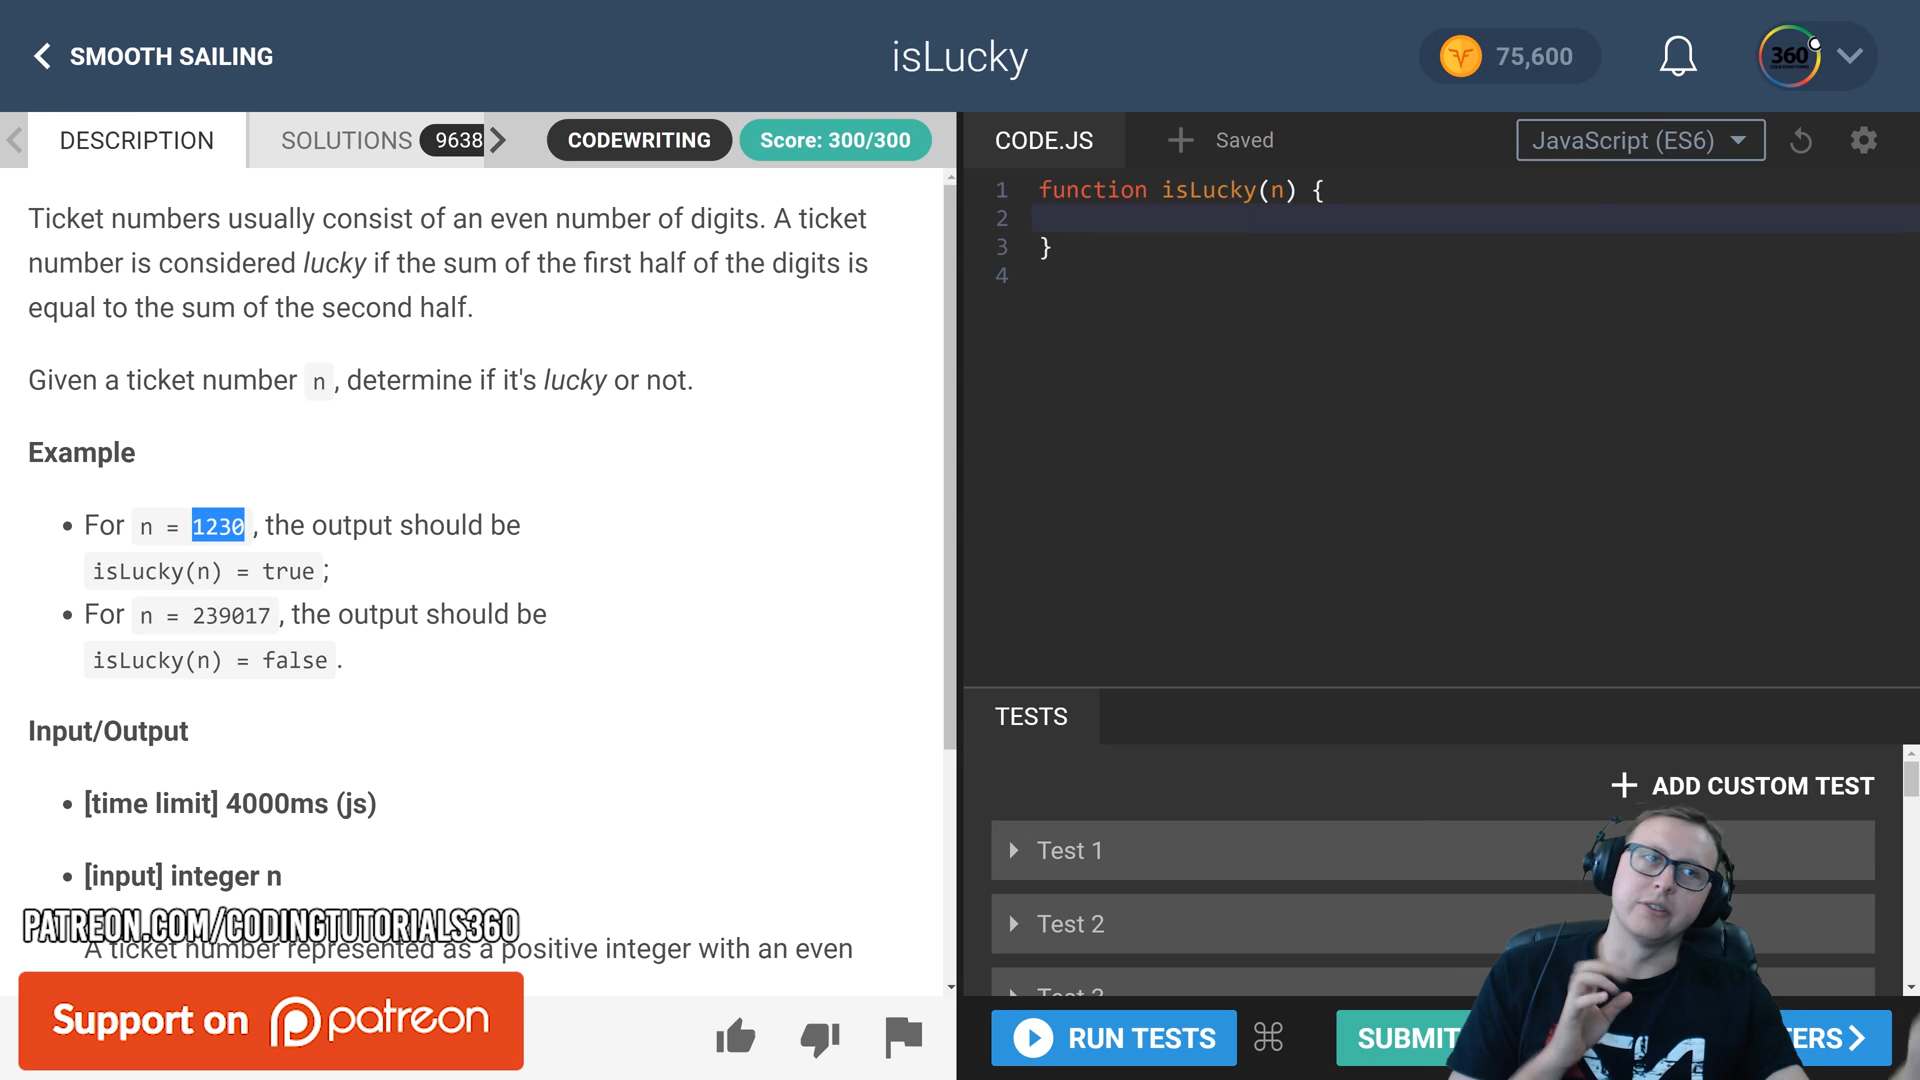 SMOOTH SAILING
isLucky
75,600
360
DESCRIPTION
SOLUTIONS 9638
CODEWRITING
Score: 300/300
Ticket numbers usually consist of an even number of digits. A ticket
number is considered lucky if the sum of the first half of the digits is
equal to the sum of the second half.
Given a ticket number n, determine if it's lucky or not.
Example
• For n = 1230, the output should be
isLucky(n) = true;
• For n = 239017, the output should be
isLucky(n) = false.
Input/Output
• [time limit] 4000ms (js)
• [input] integer n
PATREON.COM/CODINGTUTORIALS360
A ticket number represented as a positive integer with an even
Support on patreon
CODE.JS
+ Saved
JavaScript (ES6)
1 function isLucky(n) {
2
3 }
4
TESTS
+ ADD CUSTOM TEST
Test 1
Test 2
RUN TESTS
⌘
SUBMIT
ERS